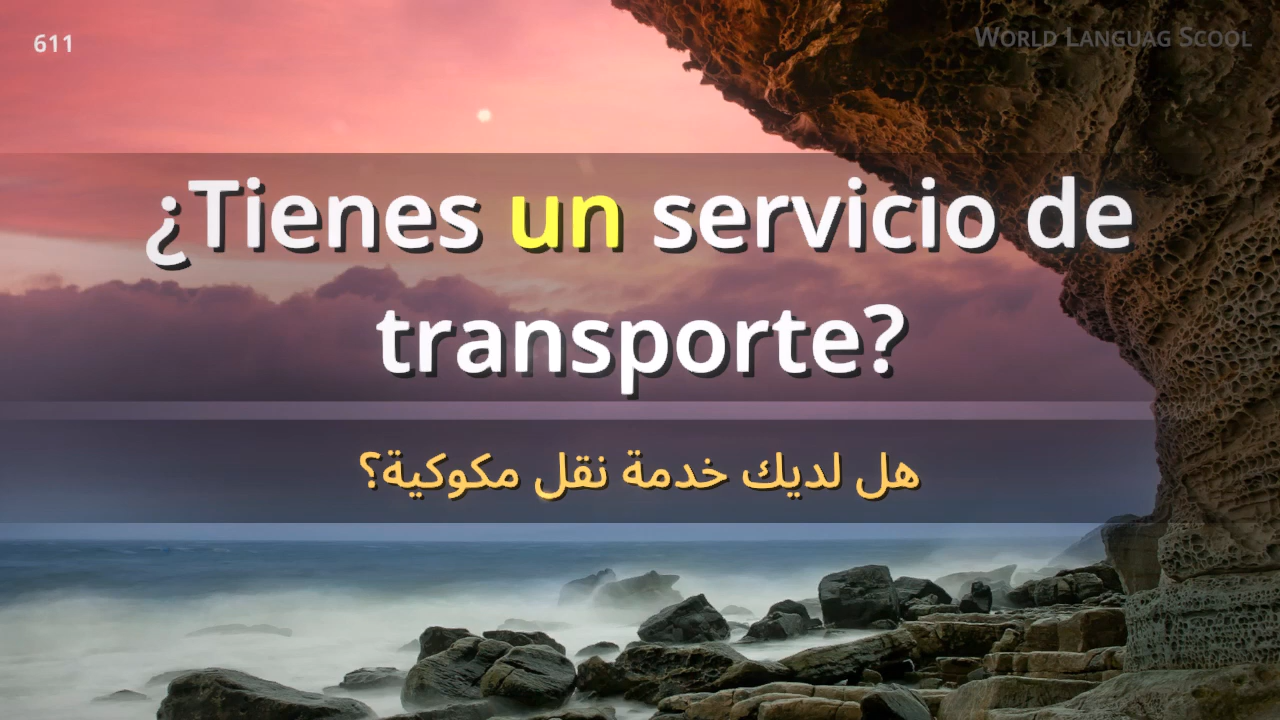 611
World Languag Scool
¿Tienes un servicio de
transporte?
هل لديك خدمة نقل مكوكية؟